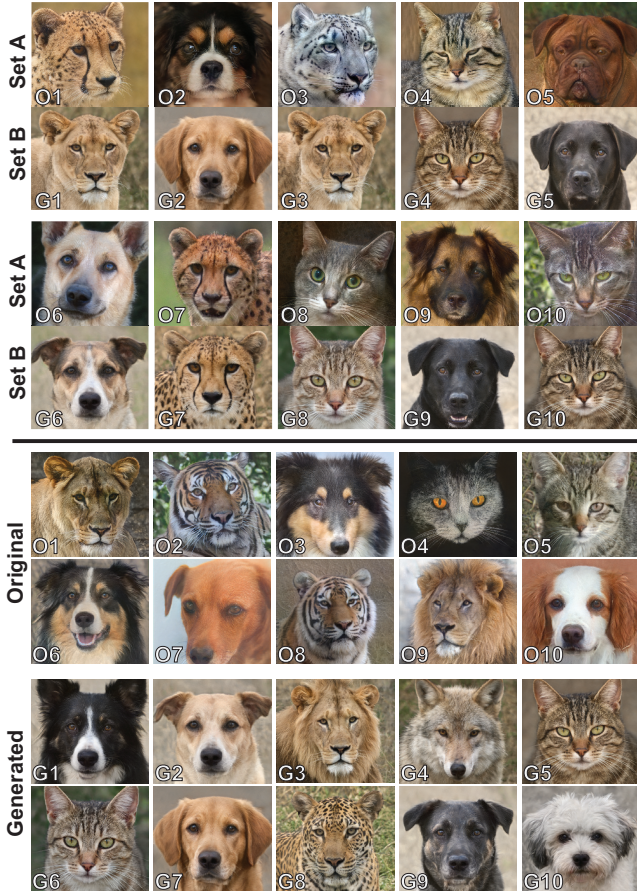 Set A
O1 O2 O3 O4 O5
Set B
G1 G2 G3 G4 G5
Set A
O6 O7 O8 O9 O10
Set B
G6 G7 G8 G9 G10
Original
O1 O2 O3 O4 O5
O6 O7 O8 O9 O10
Generated
G1 G2 G3 G4 G5
G6 G7 G8 G9 G10